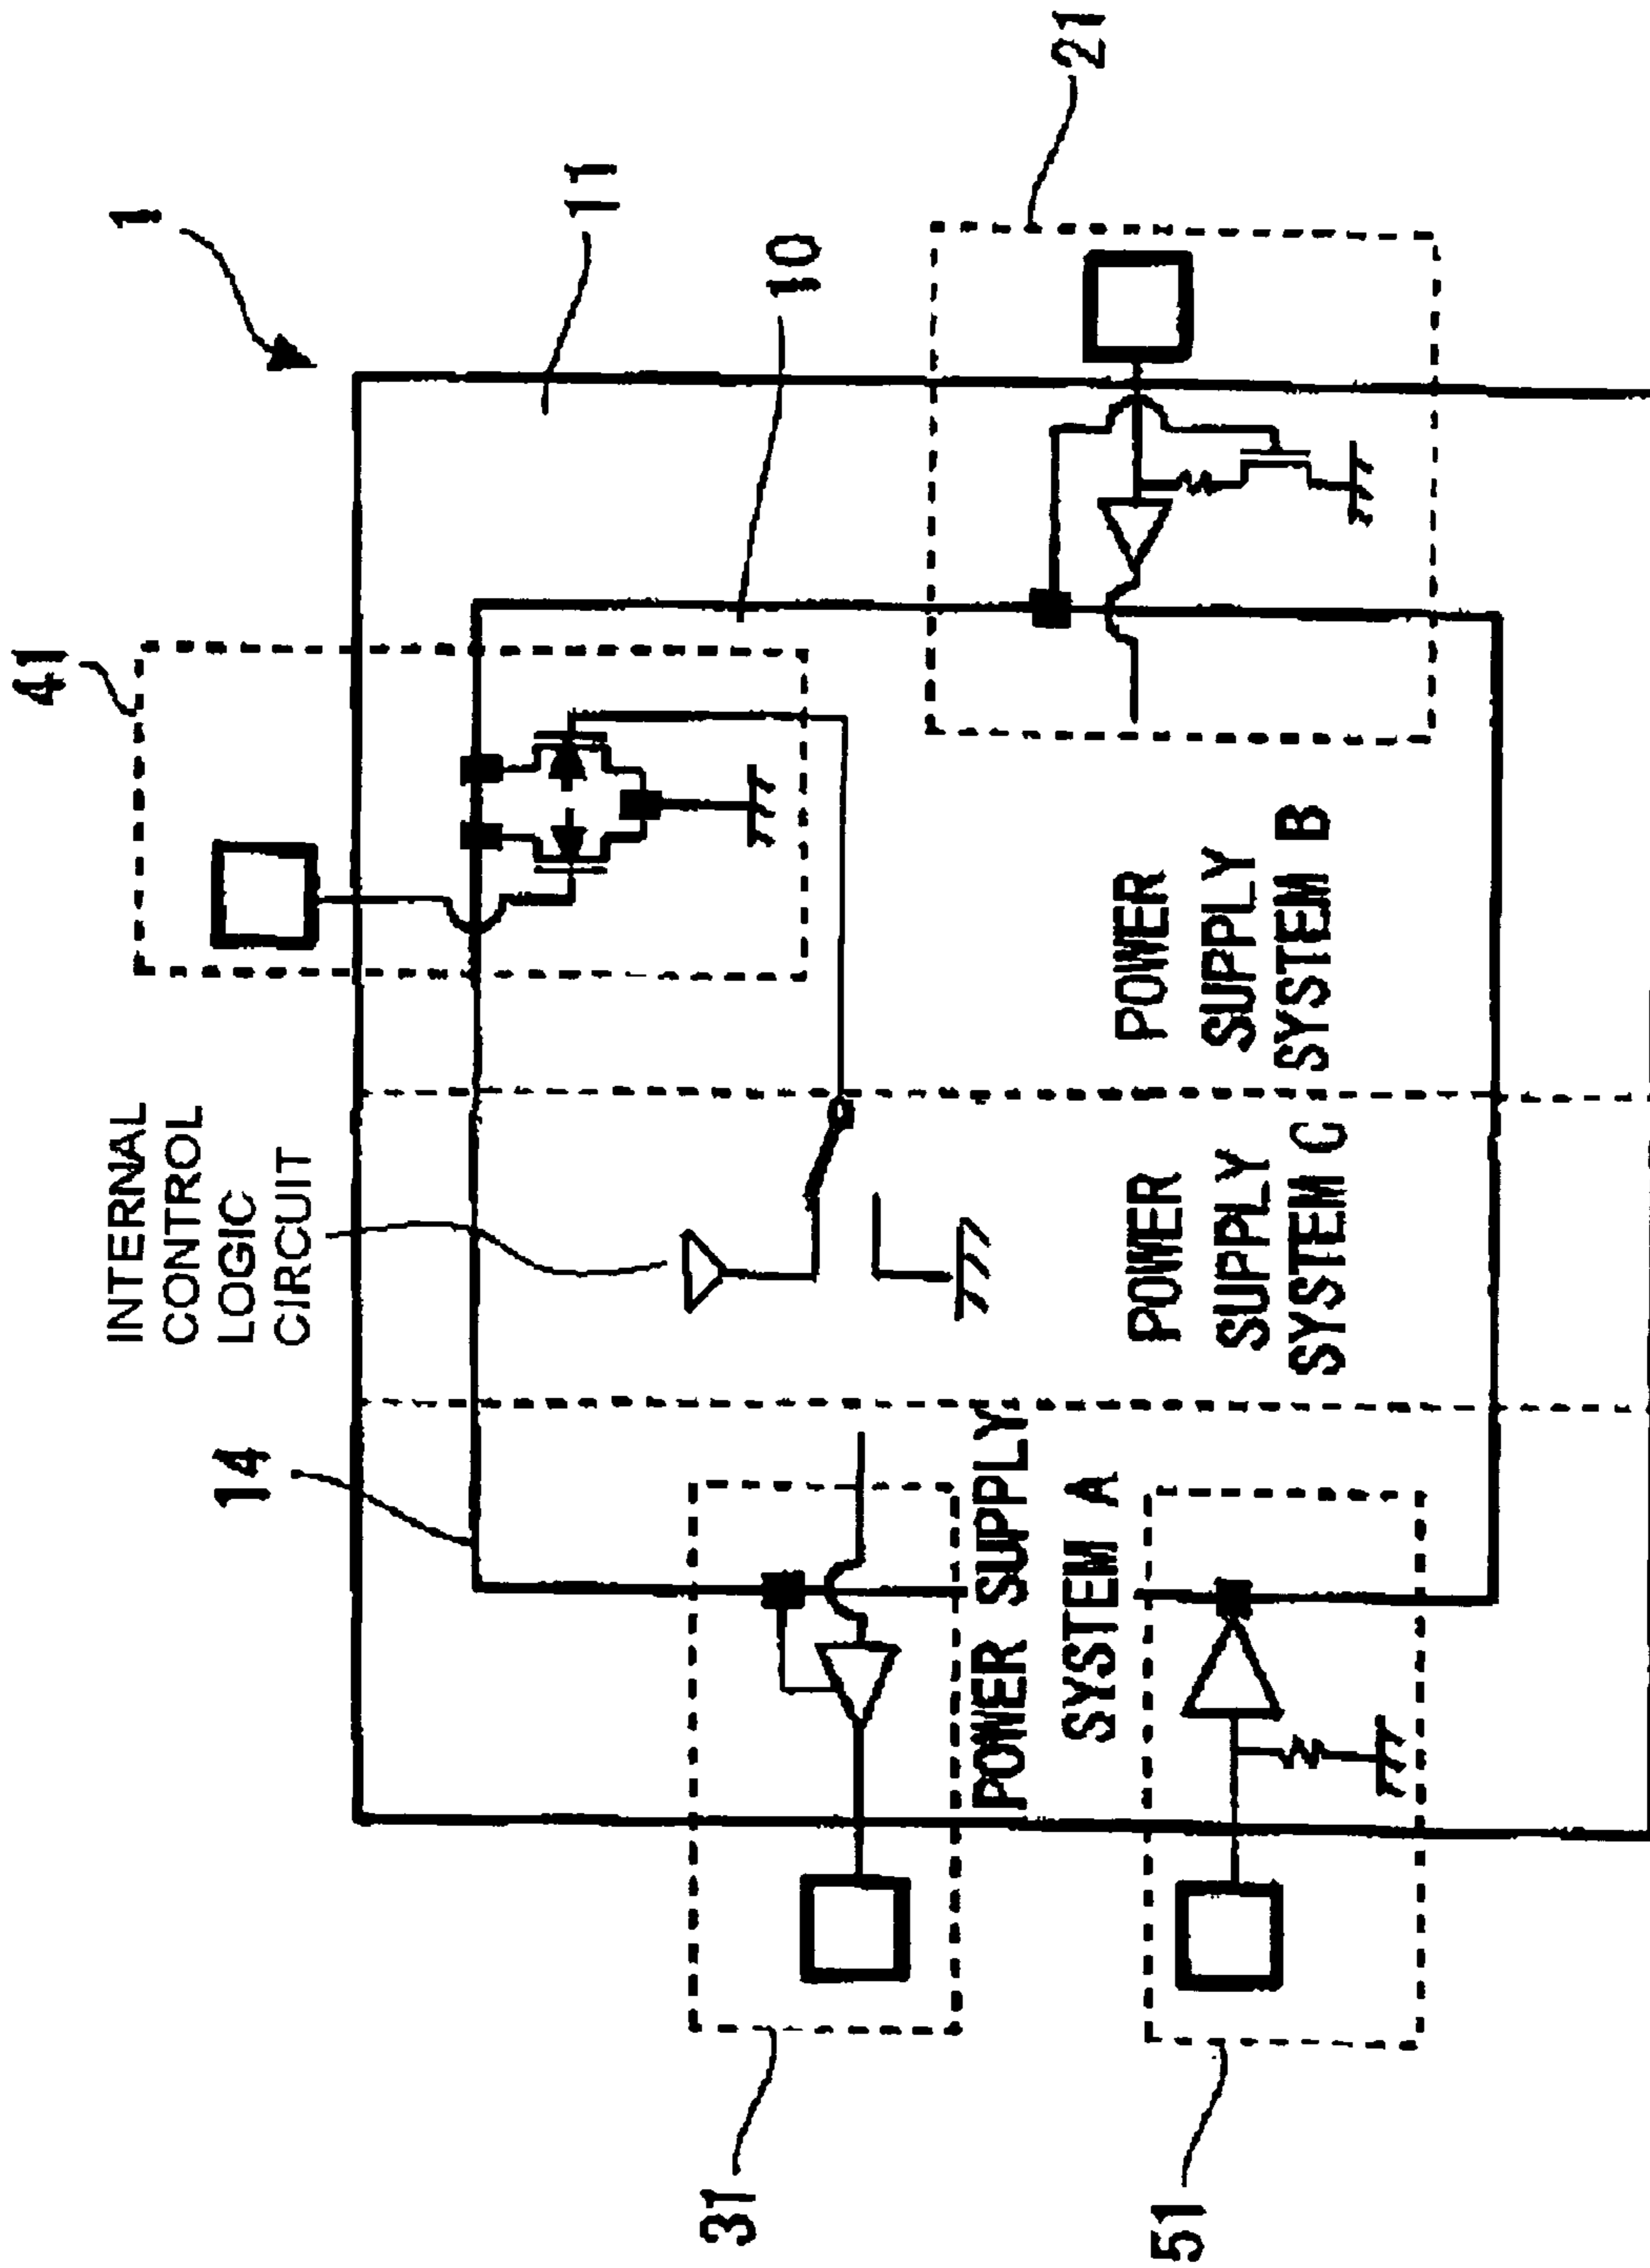 1
11
10
21
41
INTERNAL
CONTROL
LOGIC
CIRCUIT
14
POWER
SUPPLY
SYSTEM B
POWER
SUPPLY
SYSTEM C
POWER SUPPLY
SYSTEM A
31
51